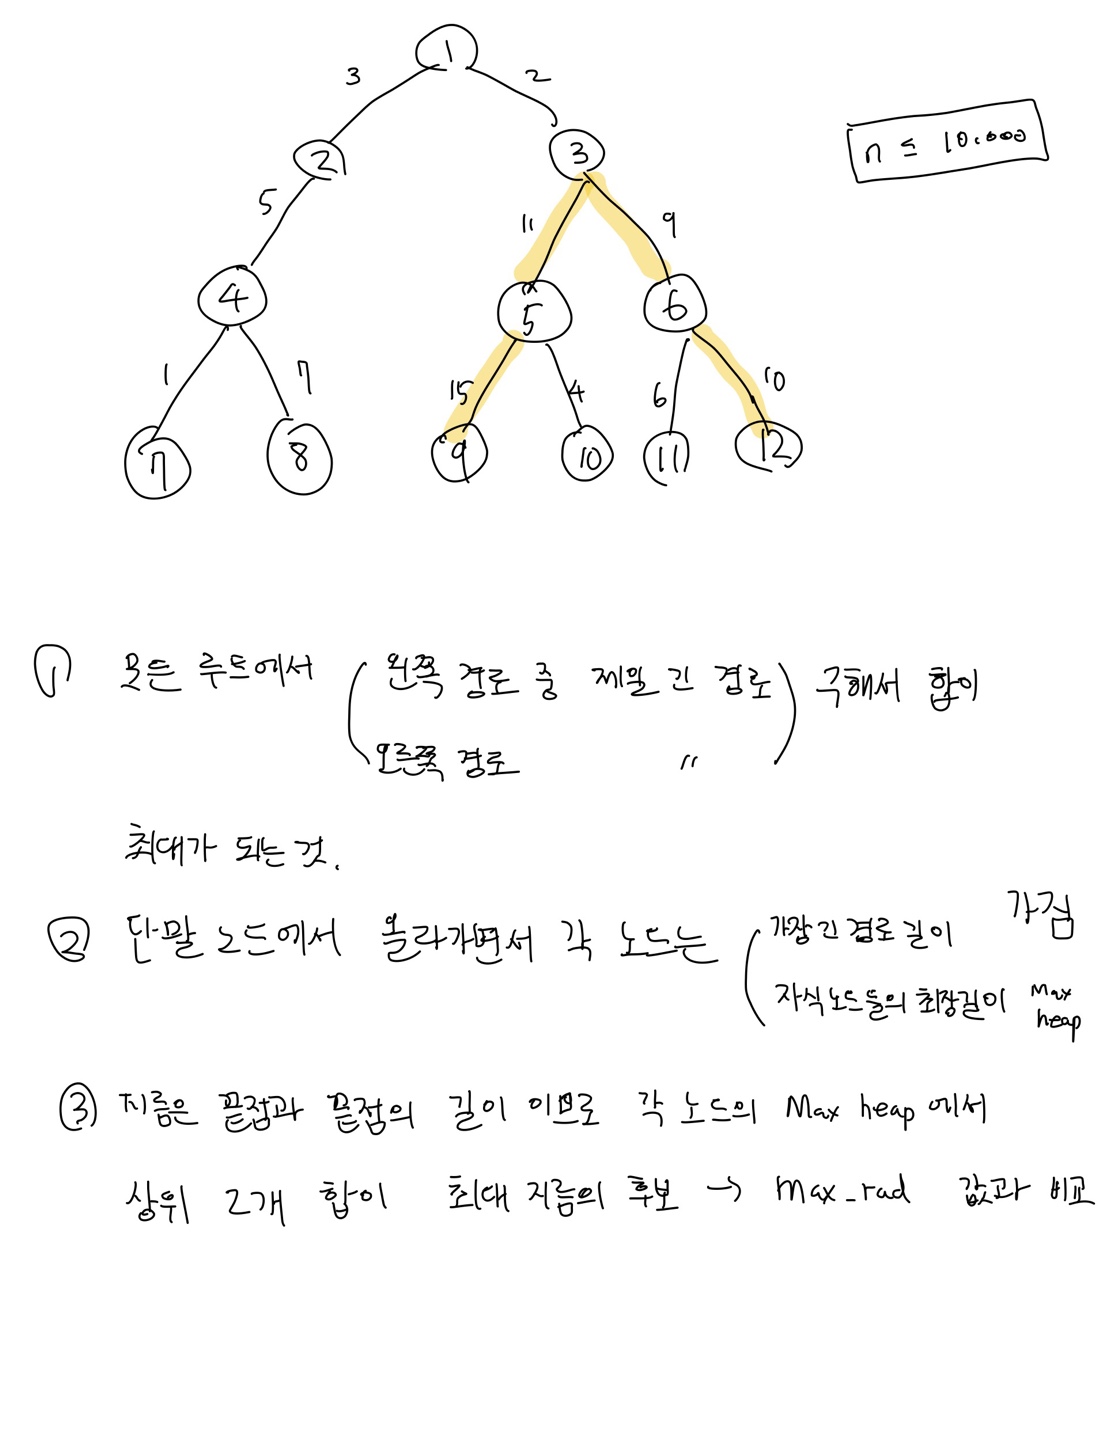 1
3
2
2
3
n ≤ 10.000
5
11
9
4
5
6
1
7
15
4
6
10
7
8
9
10
11
12
① 모든 루트에서 ( 왼쪽 경로 중 제일 긴 경로 ) 구해서 합이
오른쪽 경로 "
최대가 되는 것.
② 단말 노드에서 올라가면서 각 노드는 ( 가장 긴 경로 길이 가짐
자식노드들의 최장길이 Max
heap
③ 지름은 끝점과 끝점의 길이 이므로 각 노드의 Max heap 에서
상위 2개 합이 최대 지름의 후보 → max_rad 값과 비교